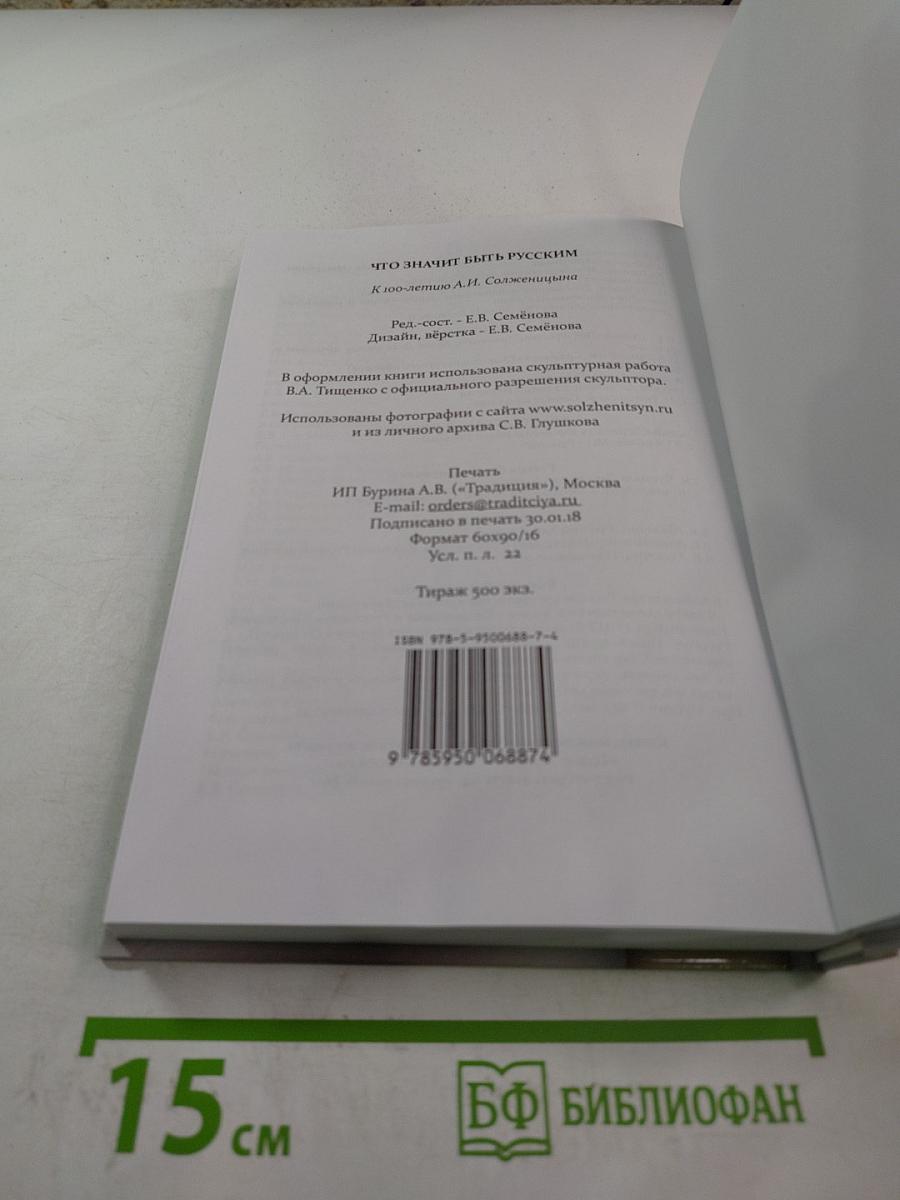 ЧТО ЗНАЧИТ БЫТЬ РУССКИМ
К 100-летию А.И. Солженицына
Ред.-сост. - Е.В. Семёнова
Дизайн, вёрстка - Е.В. Семёнова
В оформлении книги использована скульптурная работа
В.А. Тищенко с официального разрешения скульптора.
Использованы фотографии с сайта www.solzhenitsyn.ru
и из личного архива С.В. Глушкова
Печать
ИП Бурина А.В. («Традиция»), Москва
E-mail: orders@traditciya.ru
Подписано в печать 30.01.18
Формат 60х90/16
Усл. п. л. 22
Тираж 500 экз.
ISBN 978-5-9500688-7-4
9 785950 068874
15 см
БФ БИБЛИОФАН